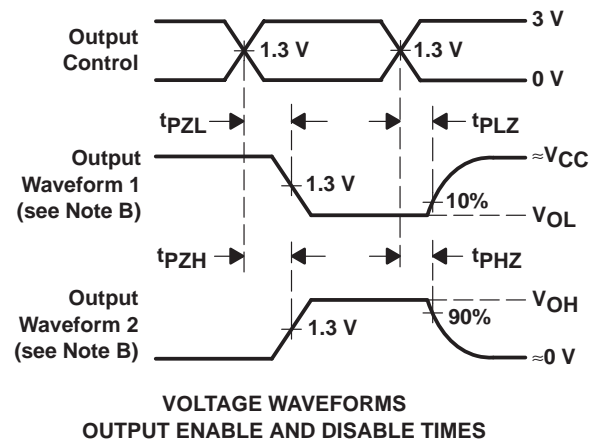 Output
Control
1.3 V
1.3 V
3 V
0 V
tPZL
tPLZ
Output
Waveform 1
(see Note B)
1.3 V
10%
≈VCC
VOL
tPZH
tPHZ
Output
Waveform 2
(see Note B)
1.3 V
90%
VOH
≈0 V
VOLTAGE WAVEFORMS
OUTPUT ENABLE AND DISABLE TIMES